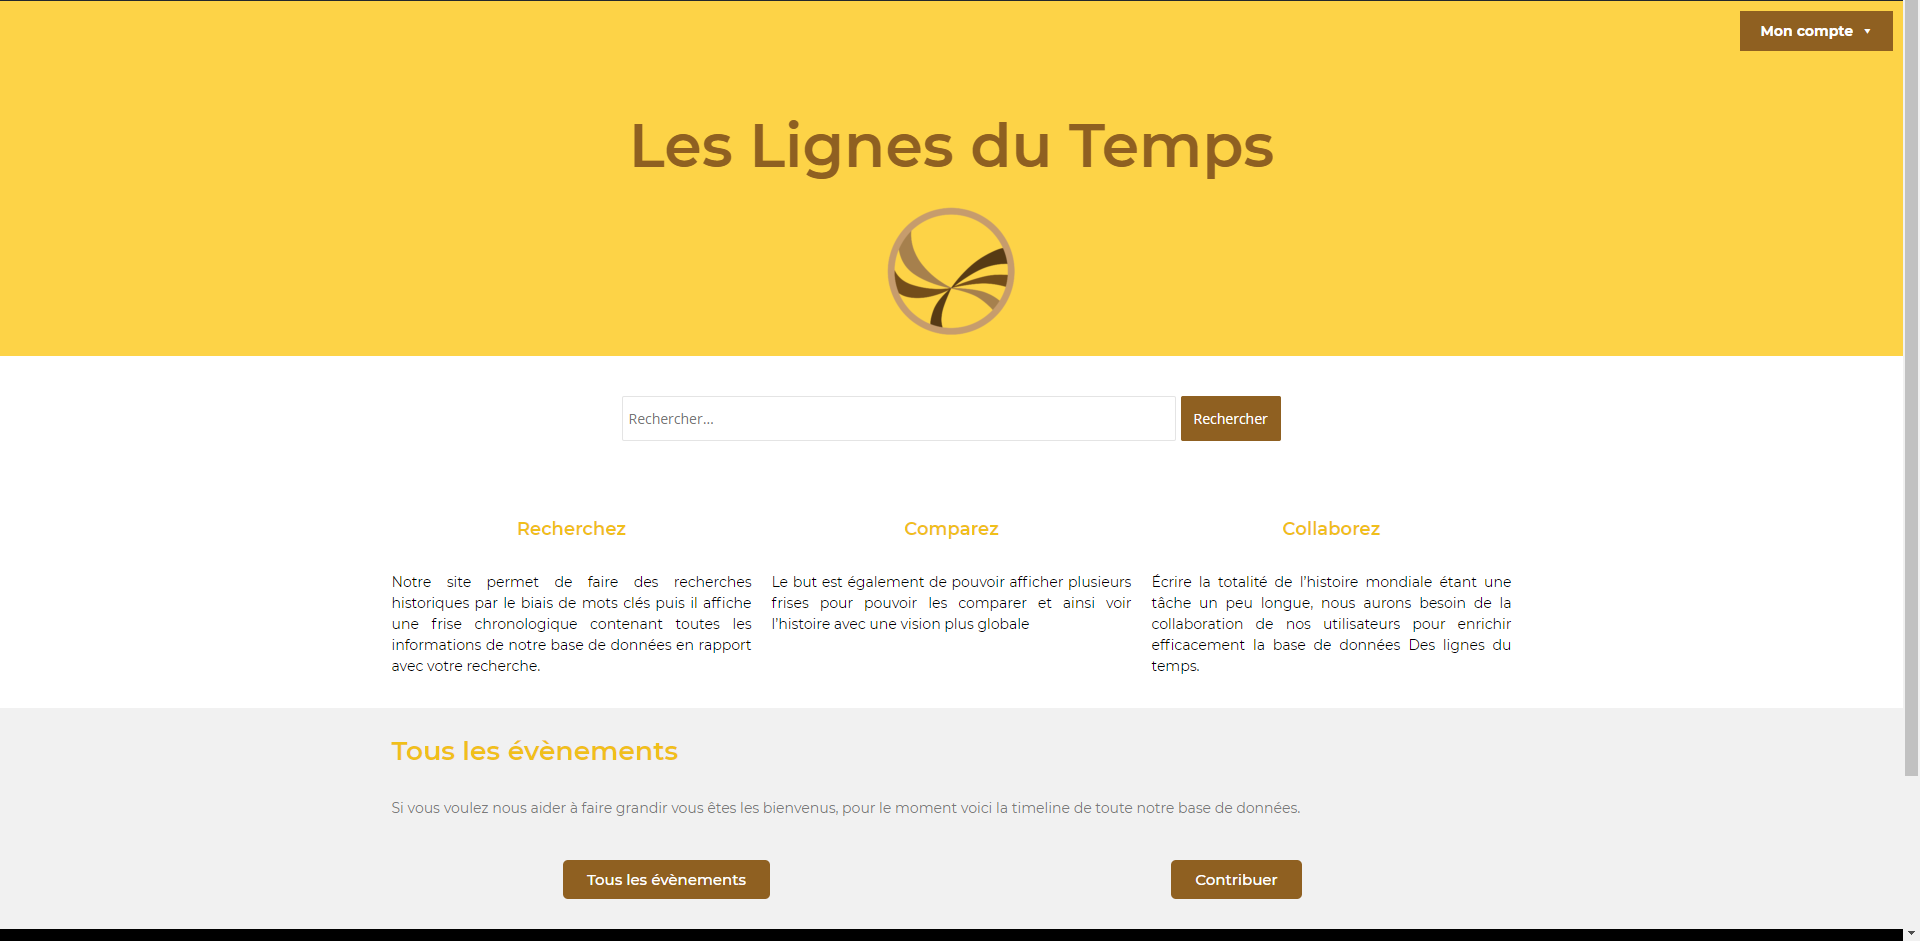 Mon compte
Les Lignes du Temps
Rechercher...
Rechercher
Recherchez
Notre site permet de faire des recherches
historiques par le biais de mots clés puis il affiche
une frise chronologique contenant toutes les
informations de notre base de données en rapport
avec votre recherche.
Comparez
Le but est également de pouvoir afficher plusieurs
frises pour pouvoir les comparer et ainsi voir
l'histoire avec une vision plus globale
Collaborez
Écrire la totalité de l'histoire mondiale étant une
tâche un peu longue, nous aurons besoin de la
collaboration de nos utilisateurs pour enrichir
efficacement la base de données Des lignes du
temps.
Tous les évènements
Si vous voulez nous aider à faire grandir vous êtes les bienvenus, pour le moment voici la timeline de toute notre base de données.
Tous les évènements
Contribuer